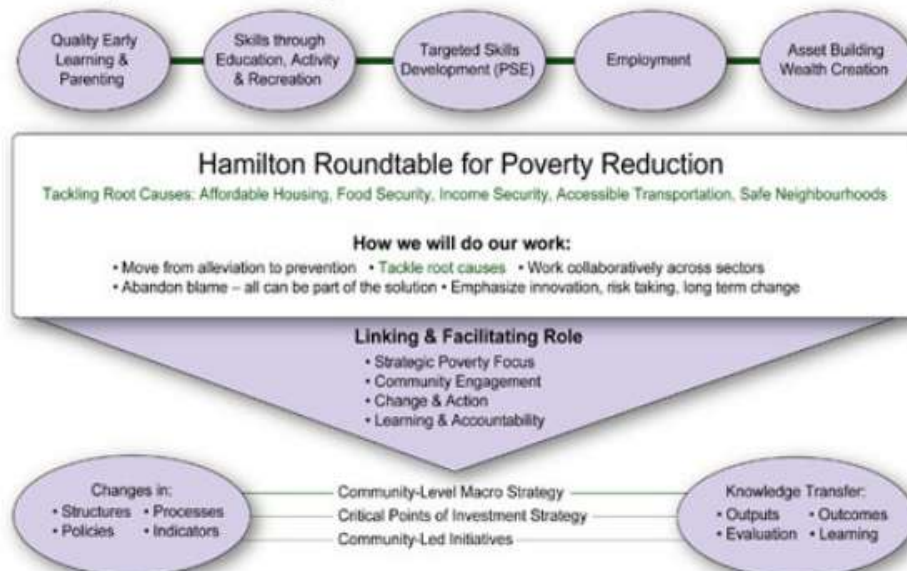 Quality Early
Learning &
Parenting
Skills through
Education, Activity
& Recreation
Targeted Skills
Development (PSE)
Employment
Asset Building
Wealth Creation
Hamilton Roundtable for Poverty Reduction
Tackling Root Causes: Affordable Housing, Food Security, Income Security, Accessible Transportation, Safe Neighbourhoods
How we will do our work:
• Move from alleviation to prevention • Tackle root causes • Work collaboratively across sectors
• Abandon blame – all can be part of the solution • Emphasize innovation, risk taking, long term change
Linking & Facilitating Role
• Strategic Poverty Focus
• Community Engagement
• Change & Action
• Learning & Accountability
Changes in:
• Structures • Processes
• Policies • Indicators
Community-Level Macro Strategy
Critical Points of Investment Strategy
Community-Led Initiatives
Knowledge Transfer:
• Outputs • Outcomes
• Evaluation • Learning